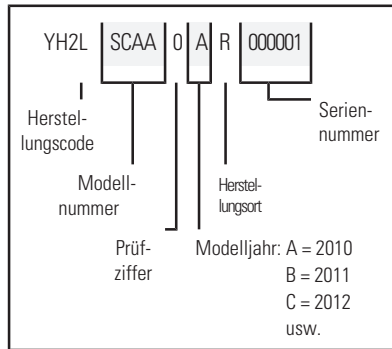 YH2L SCAA 0 A R 000001
Herstel-
lungscode
Serien-
nummer
Modell-
nummer
Herstel-
lungsort
Prüf-
ziffer
Modelljahr: A = 2010
B = 2011
C = 2012
usw.